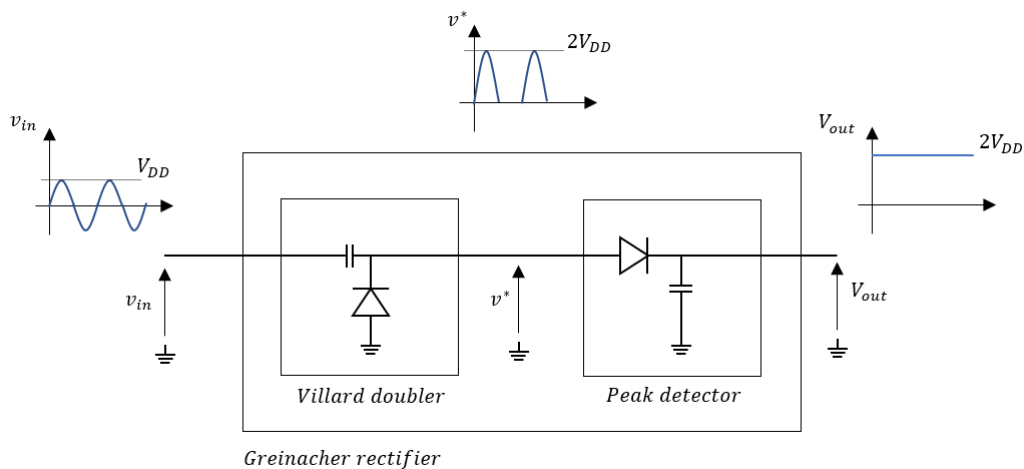 v*
2V_DD
v_in
V_DD
V_out
2V_DD
v_in
v*
V_out
Villard doubler
Peak detector
Greinacher rectifier